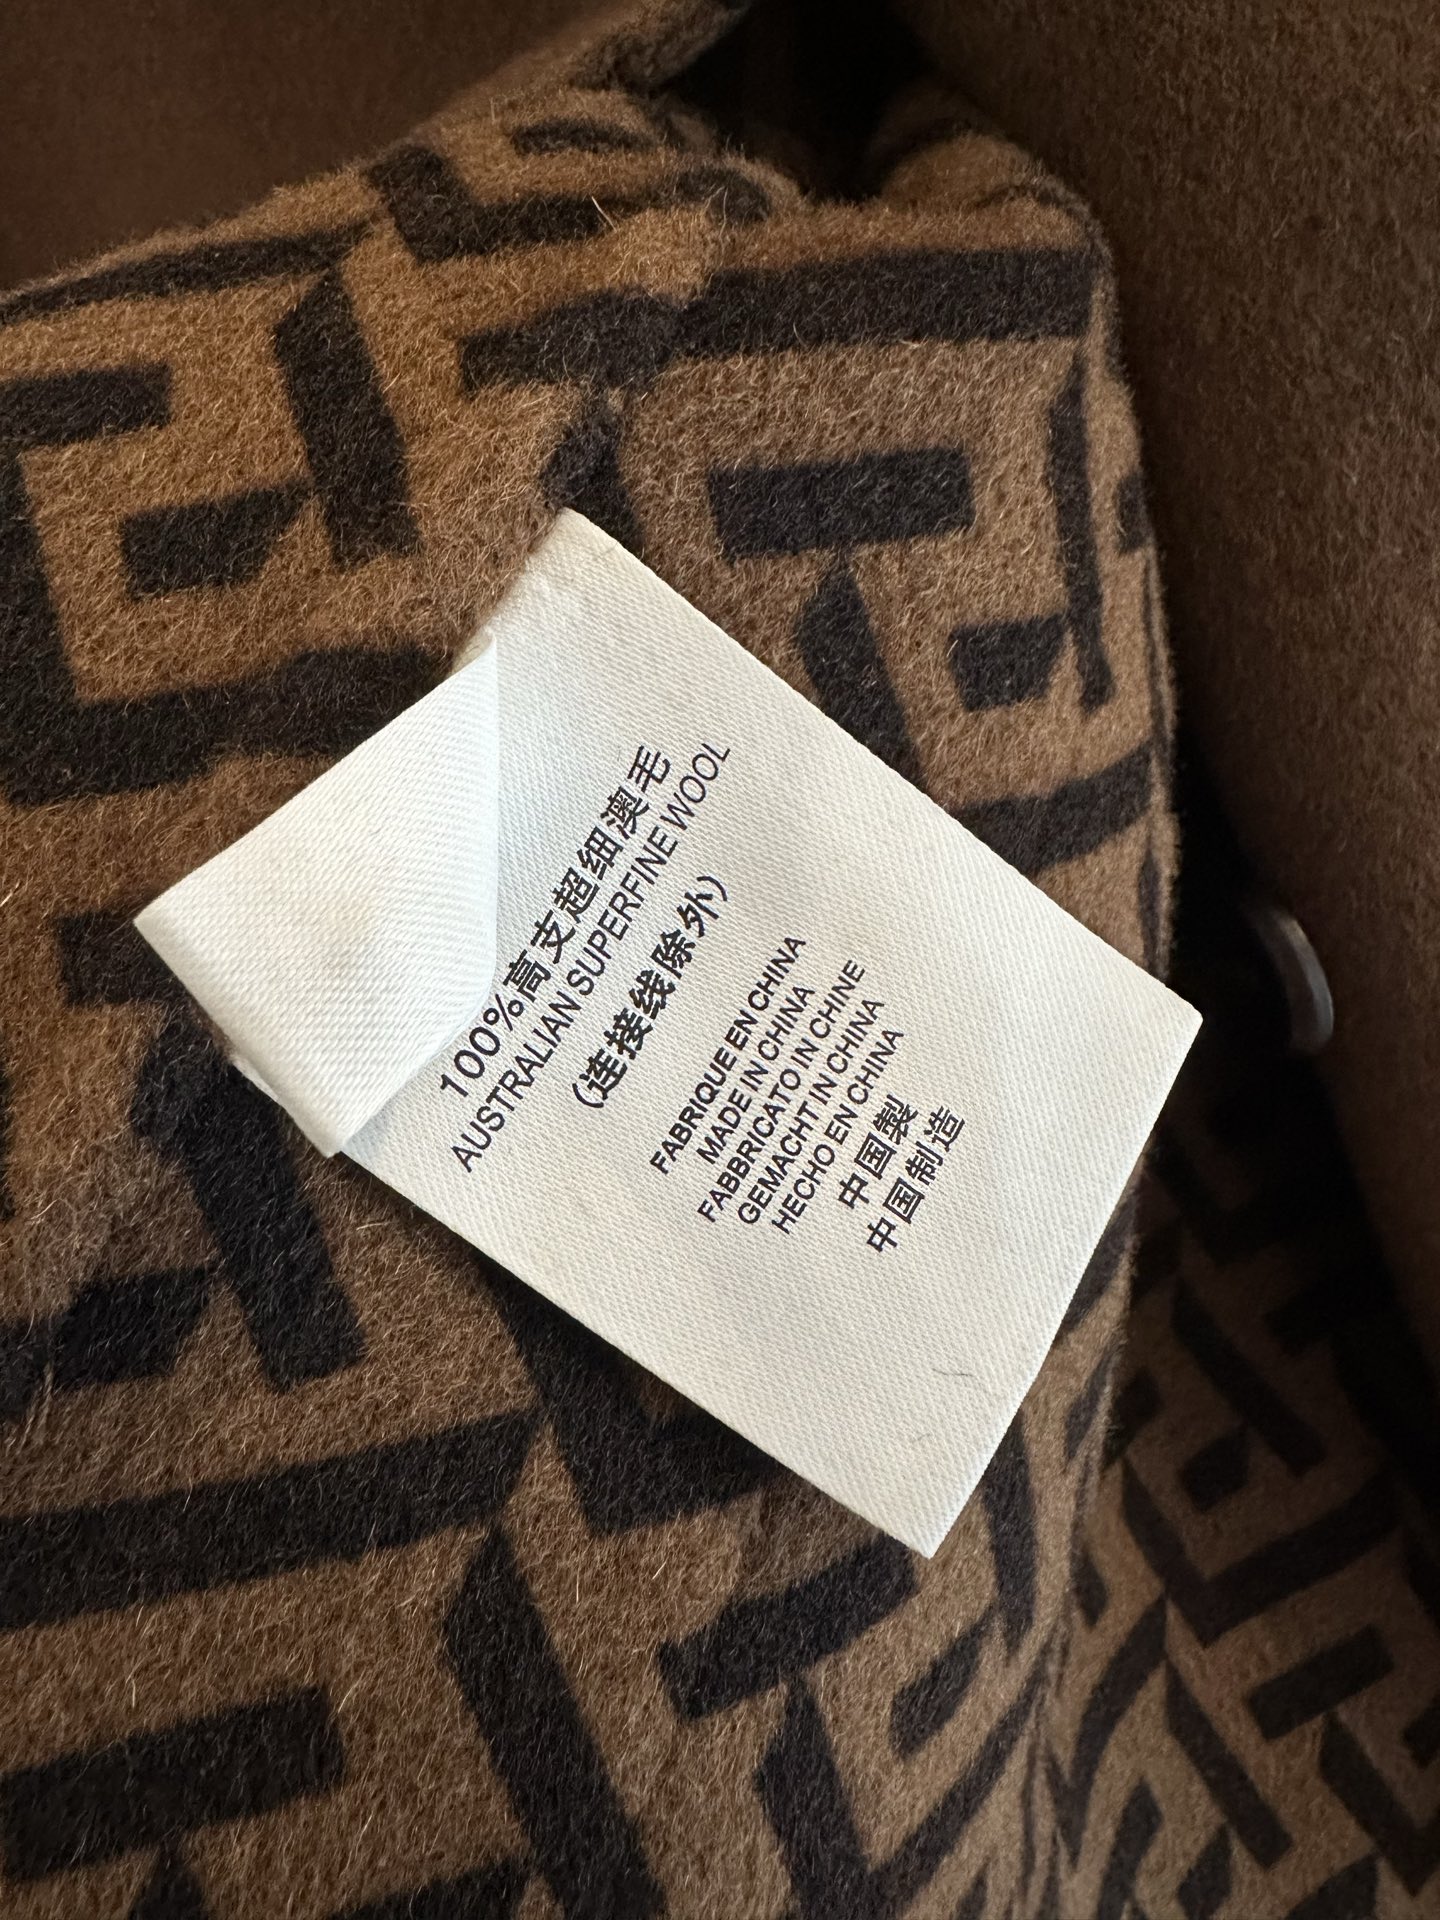 100%高支超细澳毛
AUSTRALIAN SUPERFINE WOOL
(连接线除外)
FABRIQUE EN CHINA
MADE IN CHINA
FABBRICATO IN CHINE
GEMACHT IN CHINA
HECHO EN CHINA
中国製
中国制造